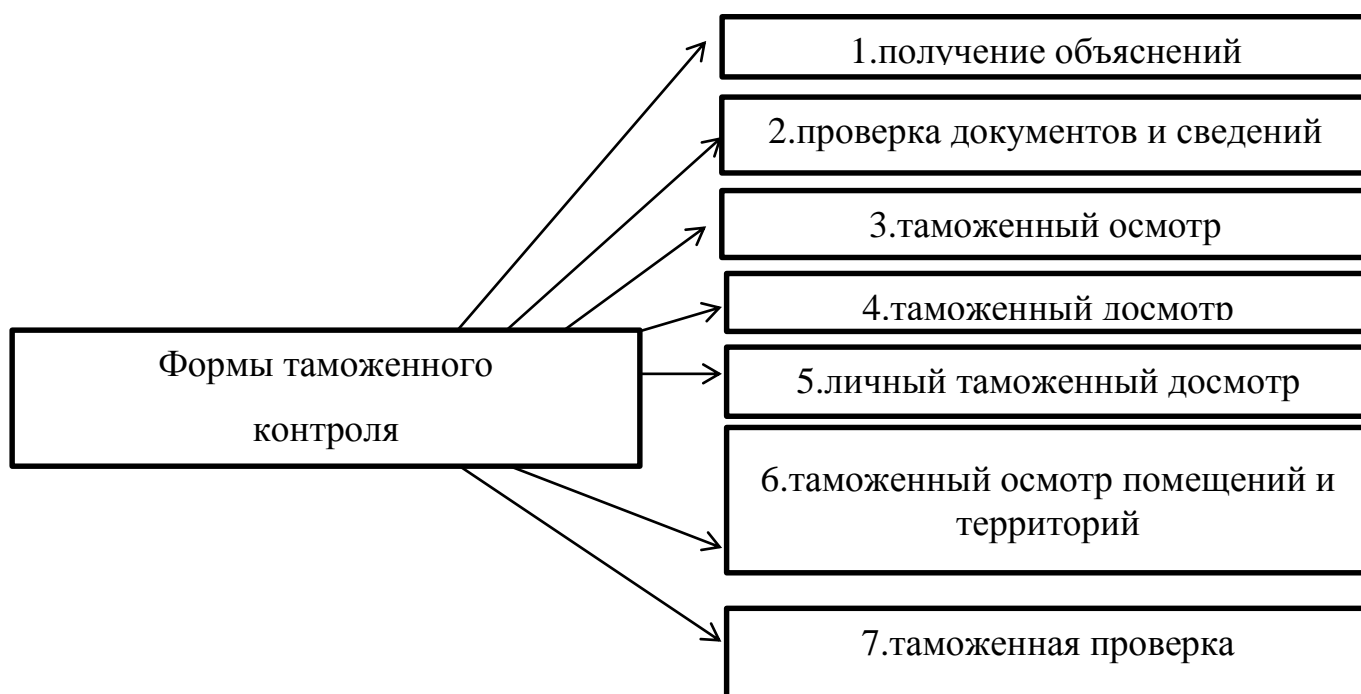 1.получение объяснений
2.проверка документов и сведений
3.таможенный осмотр
4.таможенный досмотр
Формы таможенного
контроля
5.личный таможенный досмотр
6.таможенный осмотр помещений и
территорий
7.таможенная проверка